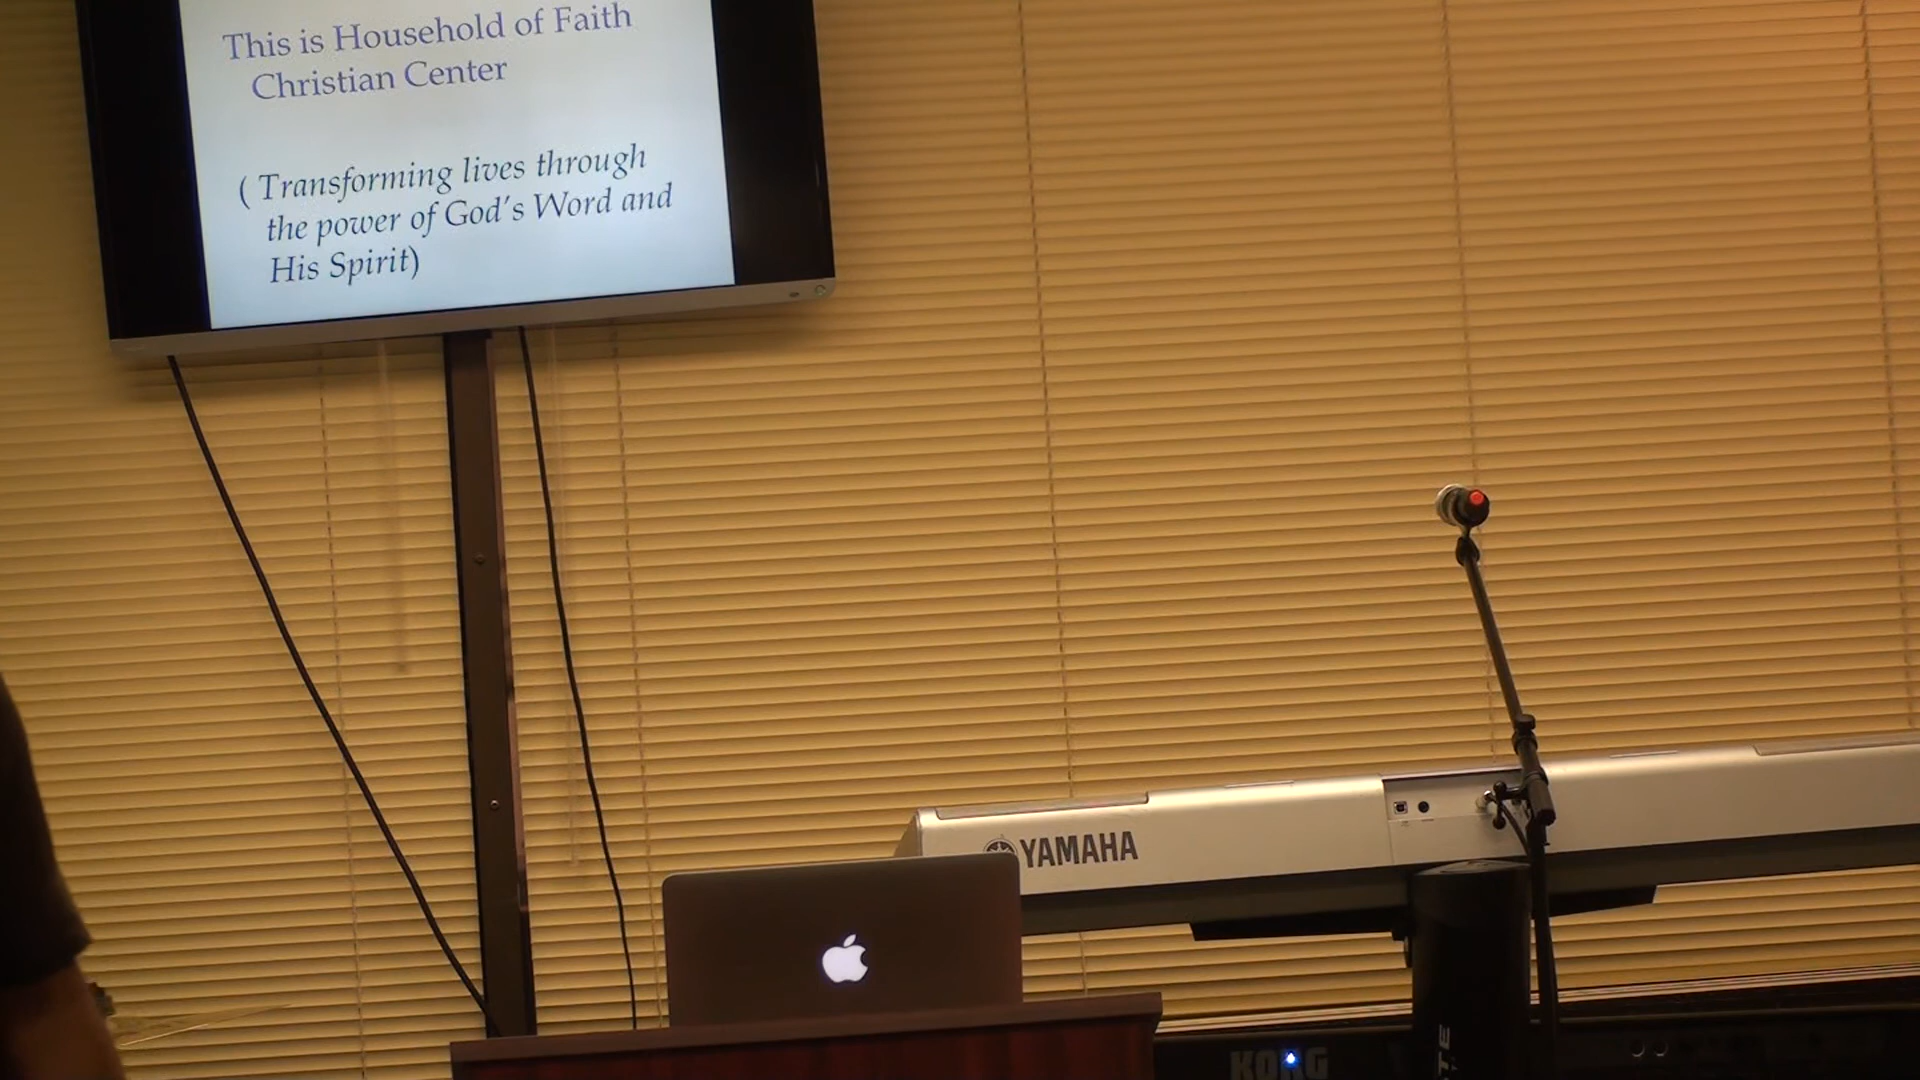 This is Household of Faith
Christian Center
( Transforming lives through
the power of God's Word and
His Spirit)
YAMAHA
KORG